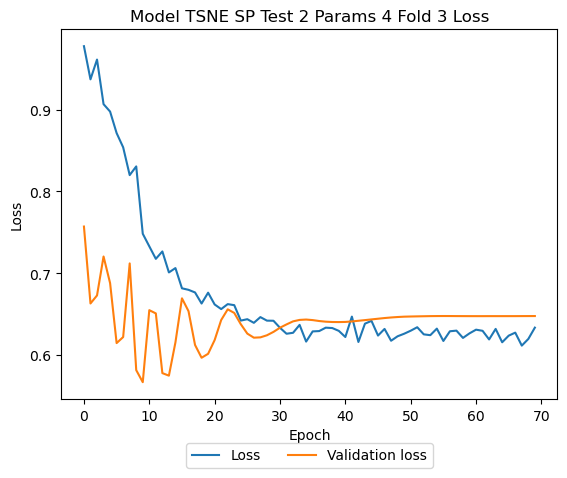 Model TSNE SP Test 2 Params 4 Fold 3 Loss
Loss
0.9
0.8
0.7
0.6
0 10 20 30 40 50 60 70
Epoch
Loss Validation loss